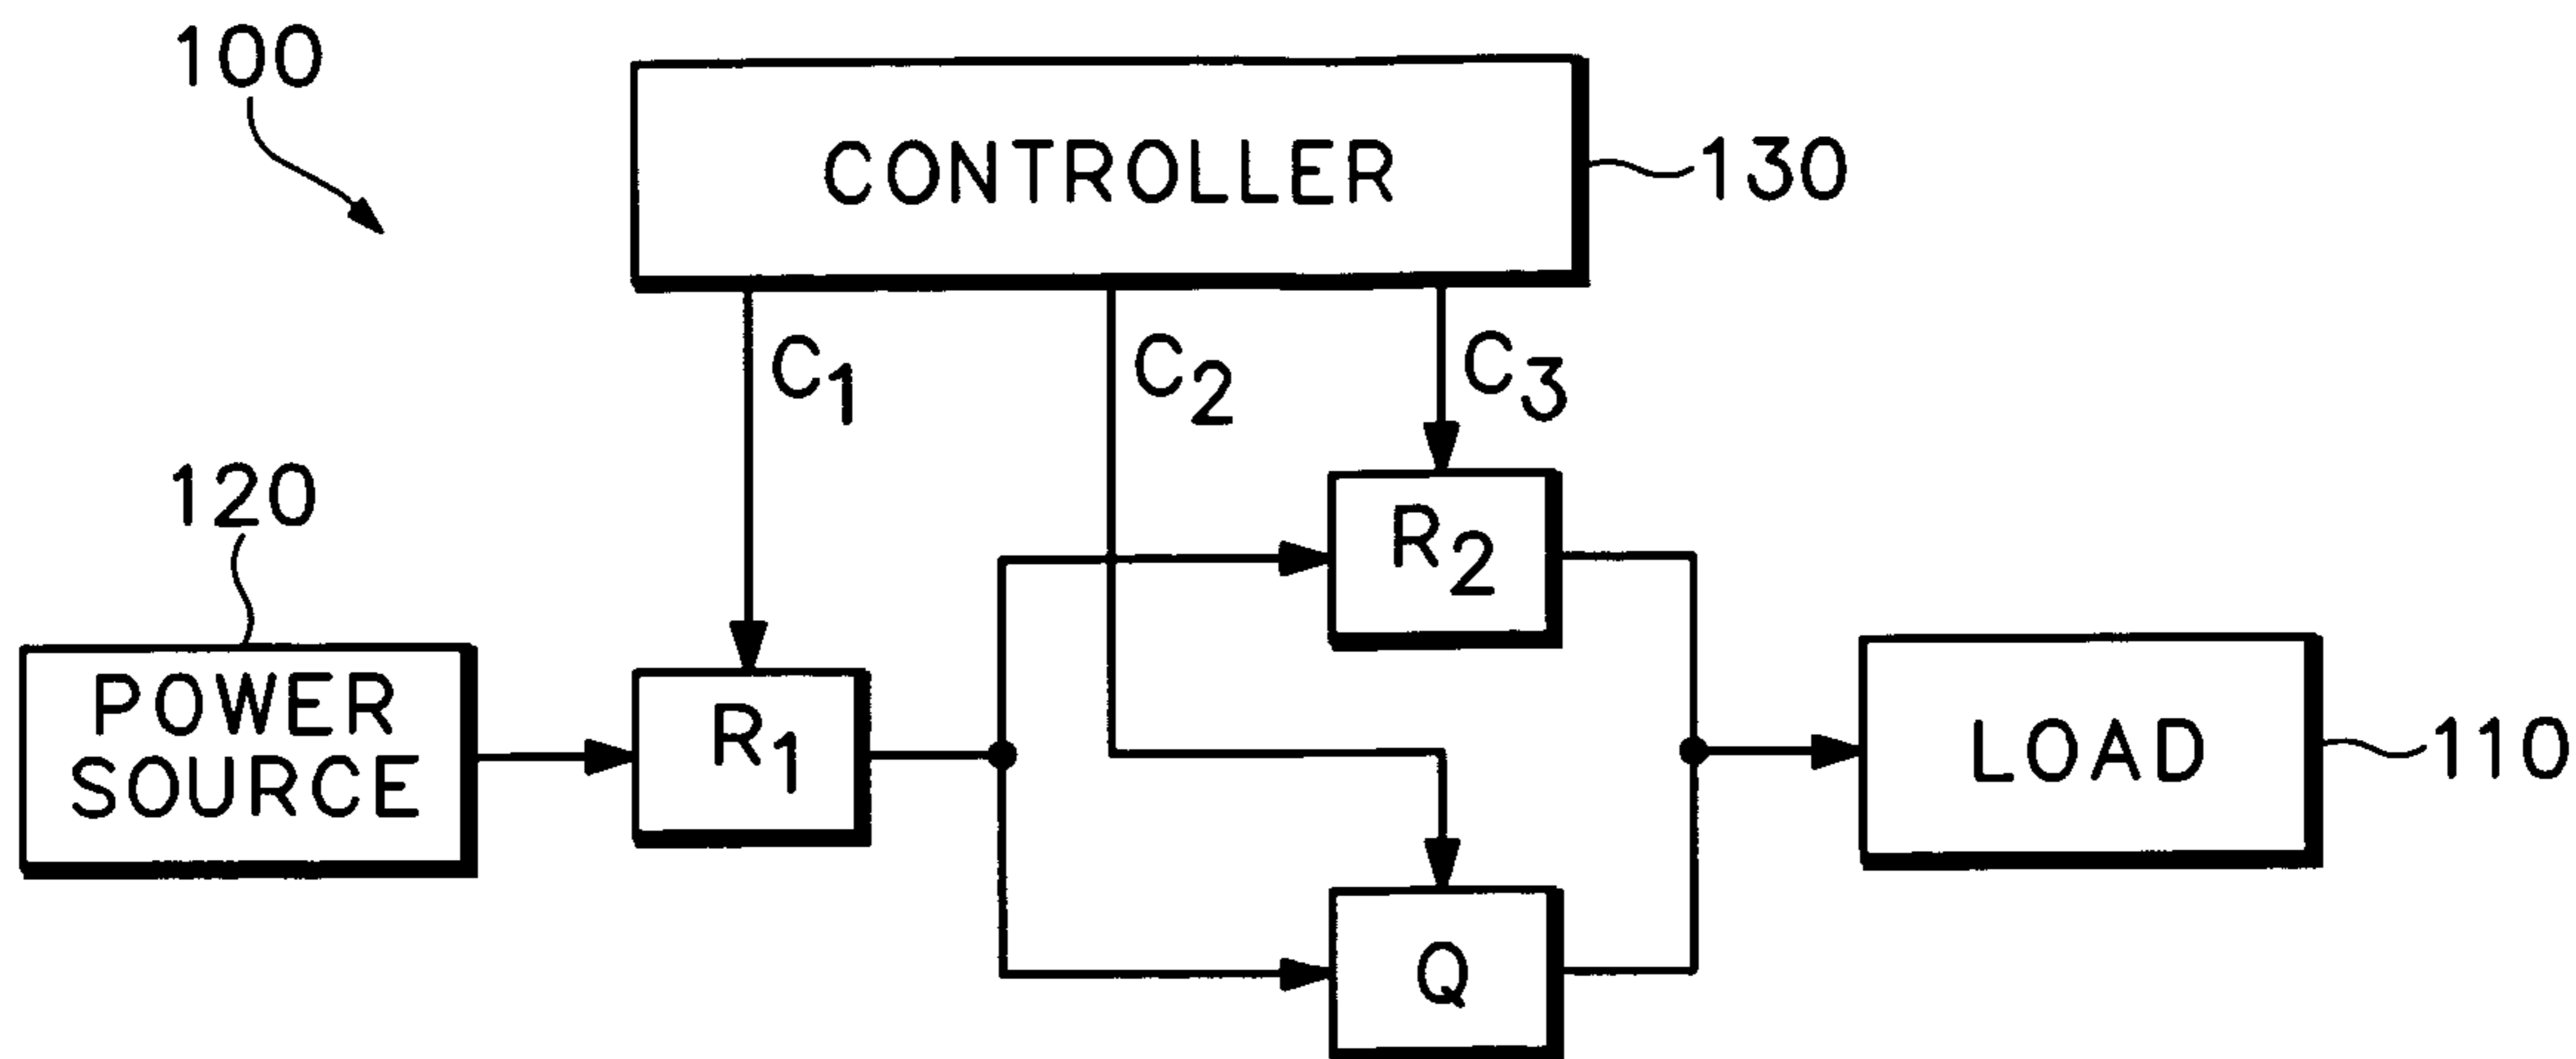 100
CONTROLLER
130
C1
C2
C3
120
R2
POWER
SOURCE
R1
LOAD
110
Q